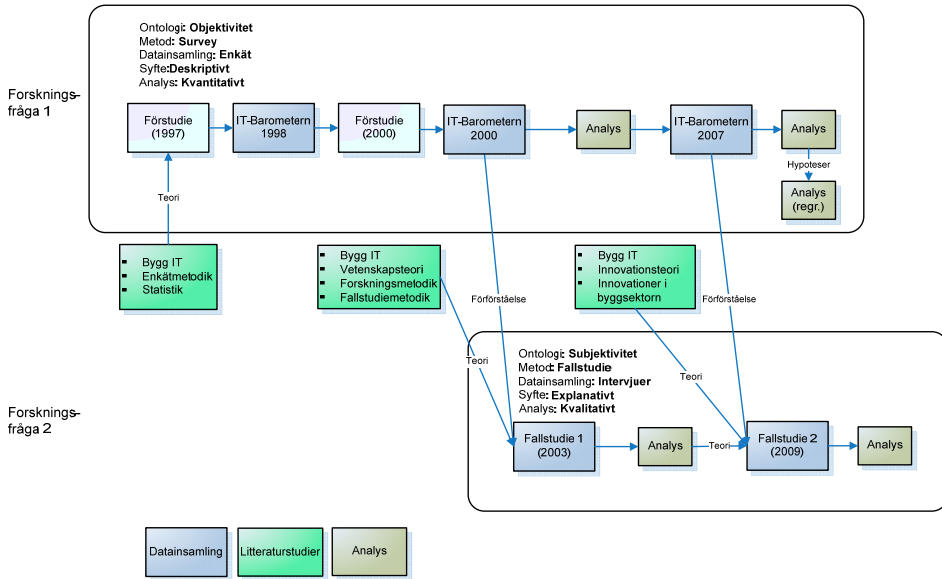 Ontologi: Objektivitet
Metod: Survey
Datainsamling: Enkät
Syfte:Deskriptivt
Analys: Kvantitativt
Forsknings-
fråga 1
Förstudie
(1997)
IT-Barometern
1998
Förstudie
(2000)
IT-Barometern
2000
Analys
IT-Barometern
2007
Analys
Hypoteser
Analys
(regr.)
Teori
Bygg IT
Enkätmetodik
Statistik
Bygg IT
Vetenskapsteori
Forskningsmetodik
Fallstudiemetodik
Förförståelse
Bygg IT
Innovationsteori
Innovationer i
byggsektorn
Förförståelse
Ontologi: Subjektivitet
Metod: Fallstudie
Datainsamling: Intervjuer
Syfte: Explanativt
Analys: Kvalitativt
Teori
Teori
Forsknings-
fråga 2
Fallstudie 1
(2003)
Analys
Teori
Fallstudie 2
(2009)
Analys
Datainsamling
Litteraturstudier
Analys